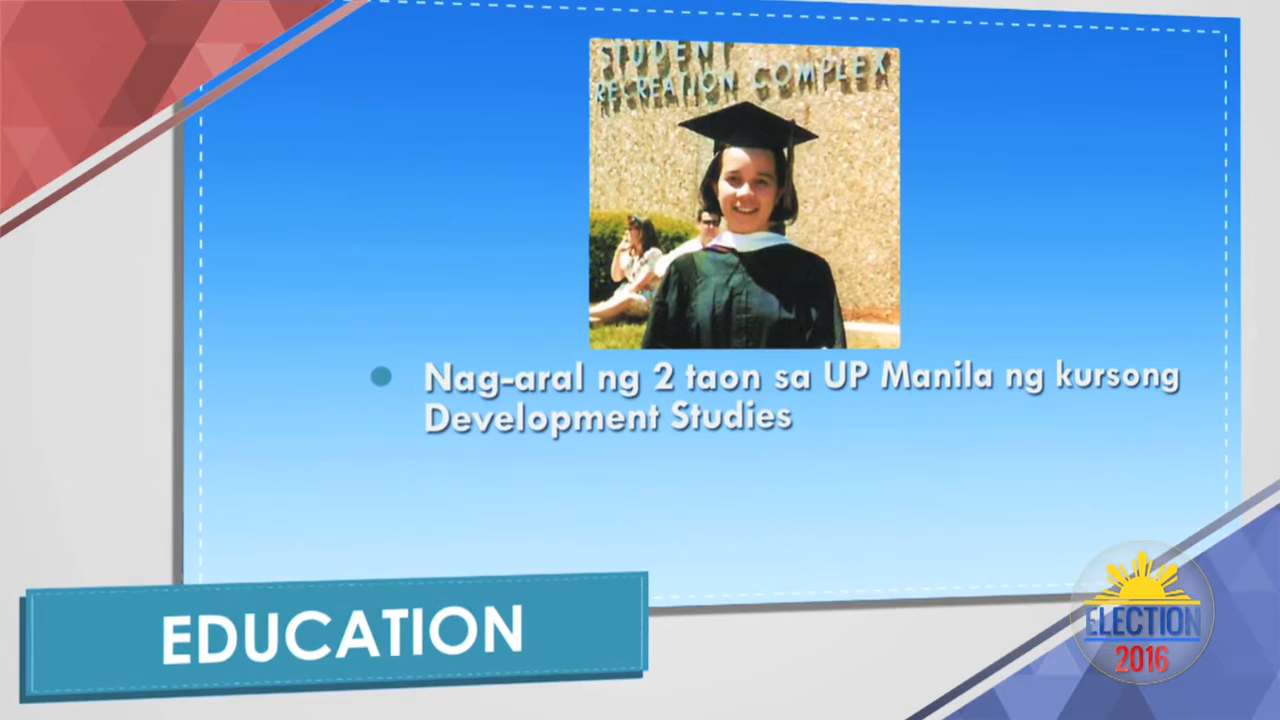 STUDENT
RECREATION COMPLEX
Nag-aral ng 2 taon sa UP Manila ng kursong
Development Studies
EDUCATION
ELECTION
2016